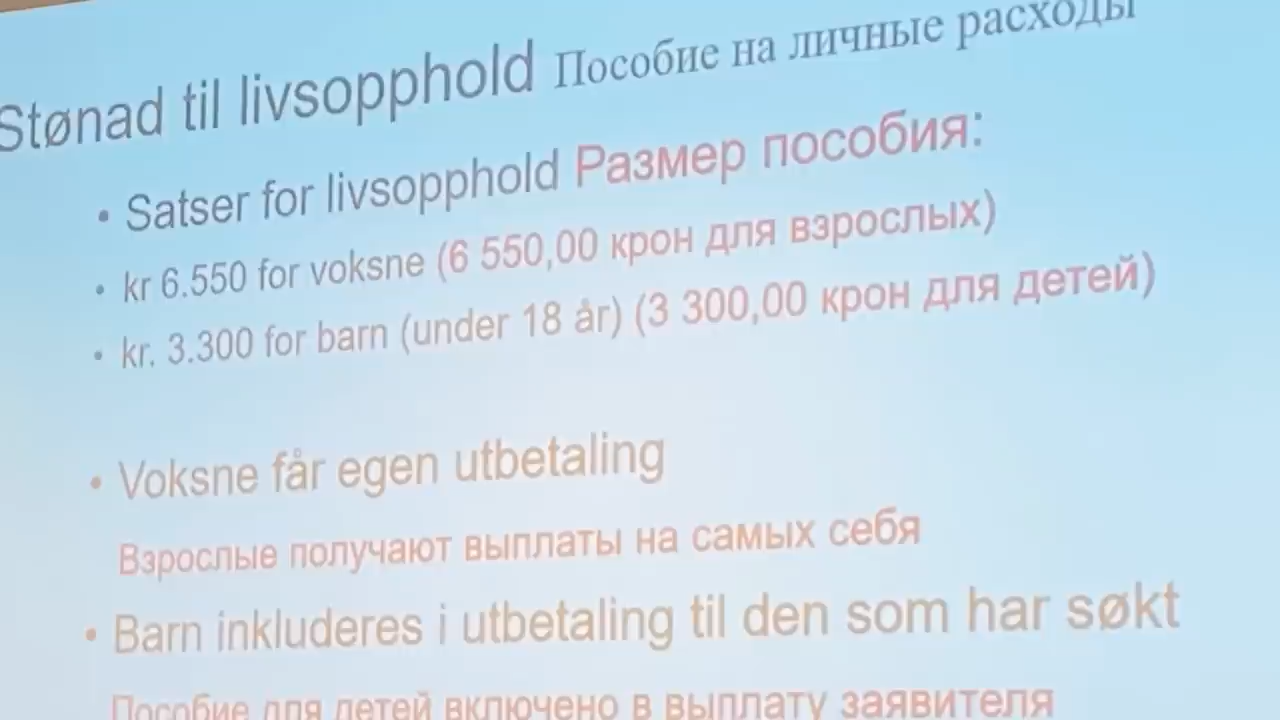 Stønad til livsopphold Пособие на личные расходы
• Satser for livsopphold Размер пособия:
• kr 6.550 for voksne (6 550,00 крон для взрослых)
• kr. 3.300 for barn (under 18 år) (3 300,00 крон для детей)
• Voksne får egen utbetaling
Взрослые получают выплаты на самых себя
• Barn inkluderes i utbetaling til den som har søkt
Пособие для детей включено в выплату заявителя